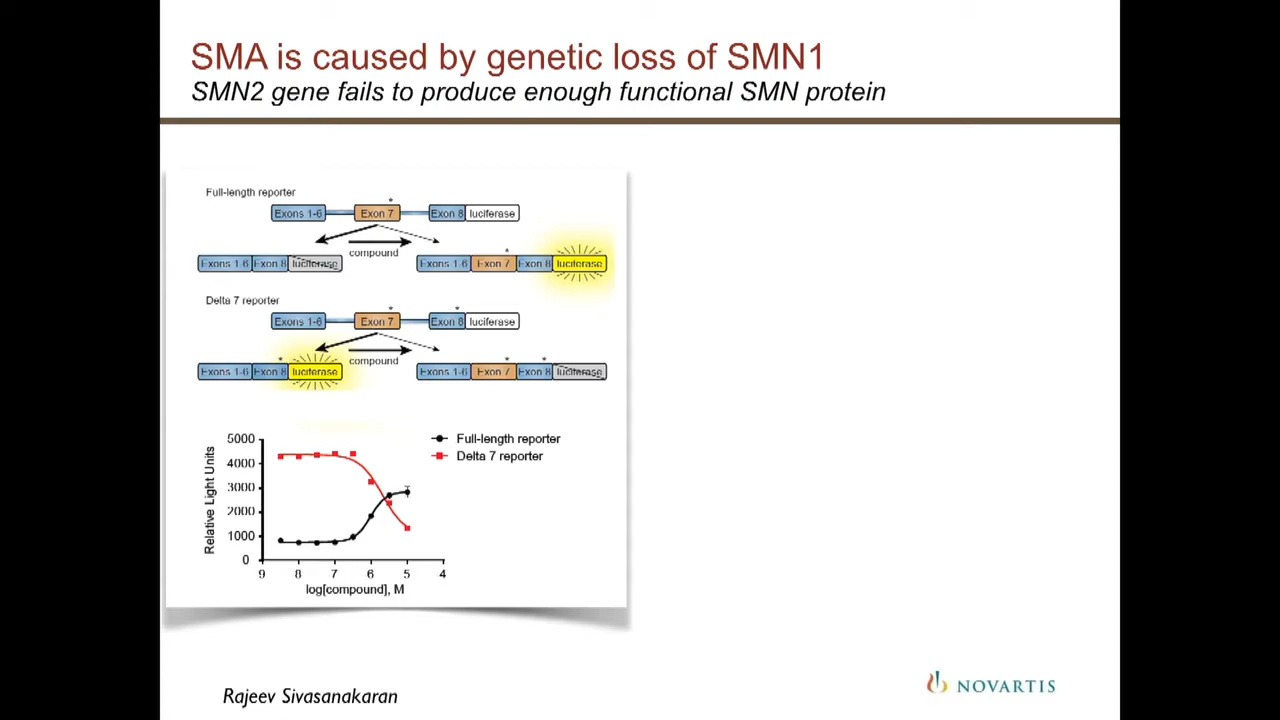 SMA is caused by genetic loss of SMN1
SMN2 gene fails to produce enough functional SMN protein
Full-length reporter
*
Exons 1-6 Exon 7 Exon 8 luciferase
compound
*
Exons 1-6 Exon 8 luciferase Exons 1-6 Exon 7 Exon 8 luciferase
Delta 7 reporter
* *
Exons 1-6 Exon 7 Exon 8 luciferase
compound
* * *
Exons 1-6 Exon 8 luciferase Exons 1-6 Exon 7 Exon 8 luciferase
Relative Light Units
5000
4000
3000
2000
1000
0
9 8 7 6 5 4
log[compound], M
Full-length reporter
Delta 7 reporter
Rajeev Sivasanakaran
NOVARTIS